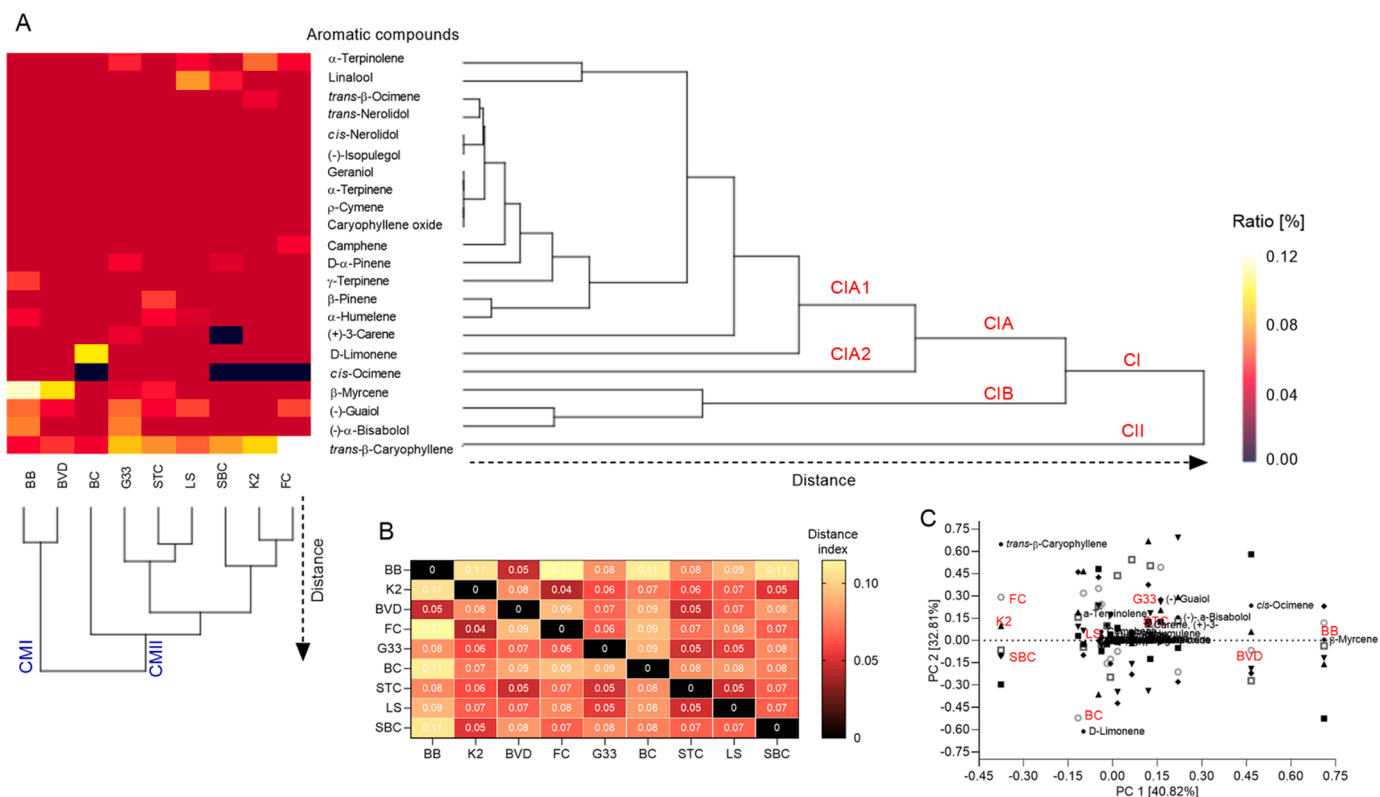 A
Aromatic compounds
α-Terpinolene
Linalool
trans-β-Ocimene
trans-Nerolidol
cis-Nerolidol
(-)-Isopulegol
Geraniol
α-Terpinene
ρ-Cymene
Caryophyllene oxide
Camphene
D-α-Pinene
γ-Terpinene
β-Pinene
α-Humelene
(+)-3-Carene
D-Limonene
cis-Ocimene
β-Myrcene
(-)-Guaiol
(-)-α-Bisabolol
trans-β-Caryophyllene
CIA1
CIA2
CIA
CIB
CI
CII
Distance
Ratio [%]
0.12
0.08
0.04
0.00
BB BVD BC G33 STC LS SBC K2 FC
CMI
CMII
Distance
B
Distance
index
0.10
0.05
0
BB 0 0.11 0.05 0.11 0.08 0.11 0.08 0.09 0.11
K2 0.11 0 0.08 0.04 0.06 0.07 0.06 0.06 0.05
BVD 0.05 0.08 0 0.09 0.07 0.09 0.05 0.07 0.08
FC 0.11 0.04 0.09 0 0.06 0.09 0.07 0.07 0.07
G33 0.08 0.06 0.07 0.06 0 0.09 0.05 0.05 0.08
BC 0.11 0.07 0.09 0.09 0.09 0 0.08 0.08 0.08
STC 0.08 0.06 0.05 0.07 0.05 0.08 0 0.05 0.07
LS 0.09 0.07 0.07 0.08 0.05 0.08 0.05 0 0.07
SBC 0.11 0.05 0.08 0.07 0.08 0.08 0.07 0.07 0
BB K2 BVD FC G33 BC STC LS SBC
C
PC 2 [32.81%]
0.75
0.60
0.45
0.30
0.15
0.00
-0.15
-0.30
-0.45
-0.60
-0.75
trans-β-Caryophyllene
FC
G33
(-)-Guaiol
cis-Ocimene
K2
a-Terpinolene
STC
(-)-a-Bisabolol
Carene, (+)-3-
BB
LS
β-Myrcene
SBC
BVD
BC
D-Limonene
-0.45 -0.30 -0.15 0.00 0.15 0.30 0.45 0.60 0.75
PC 1 [40.82%]